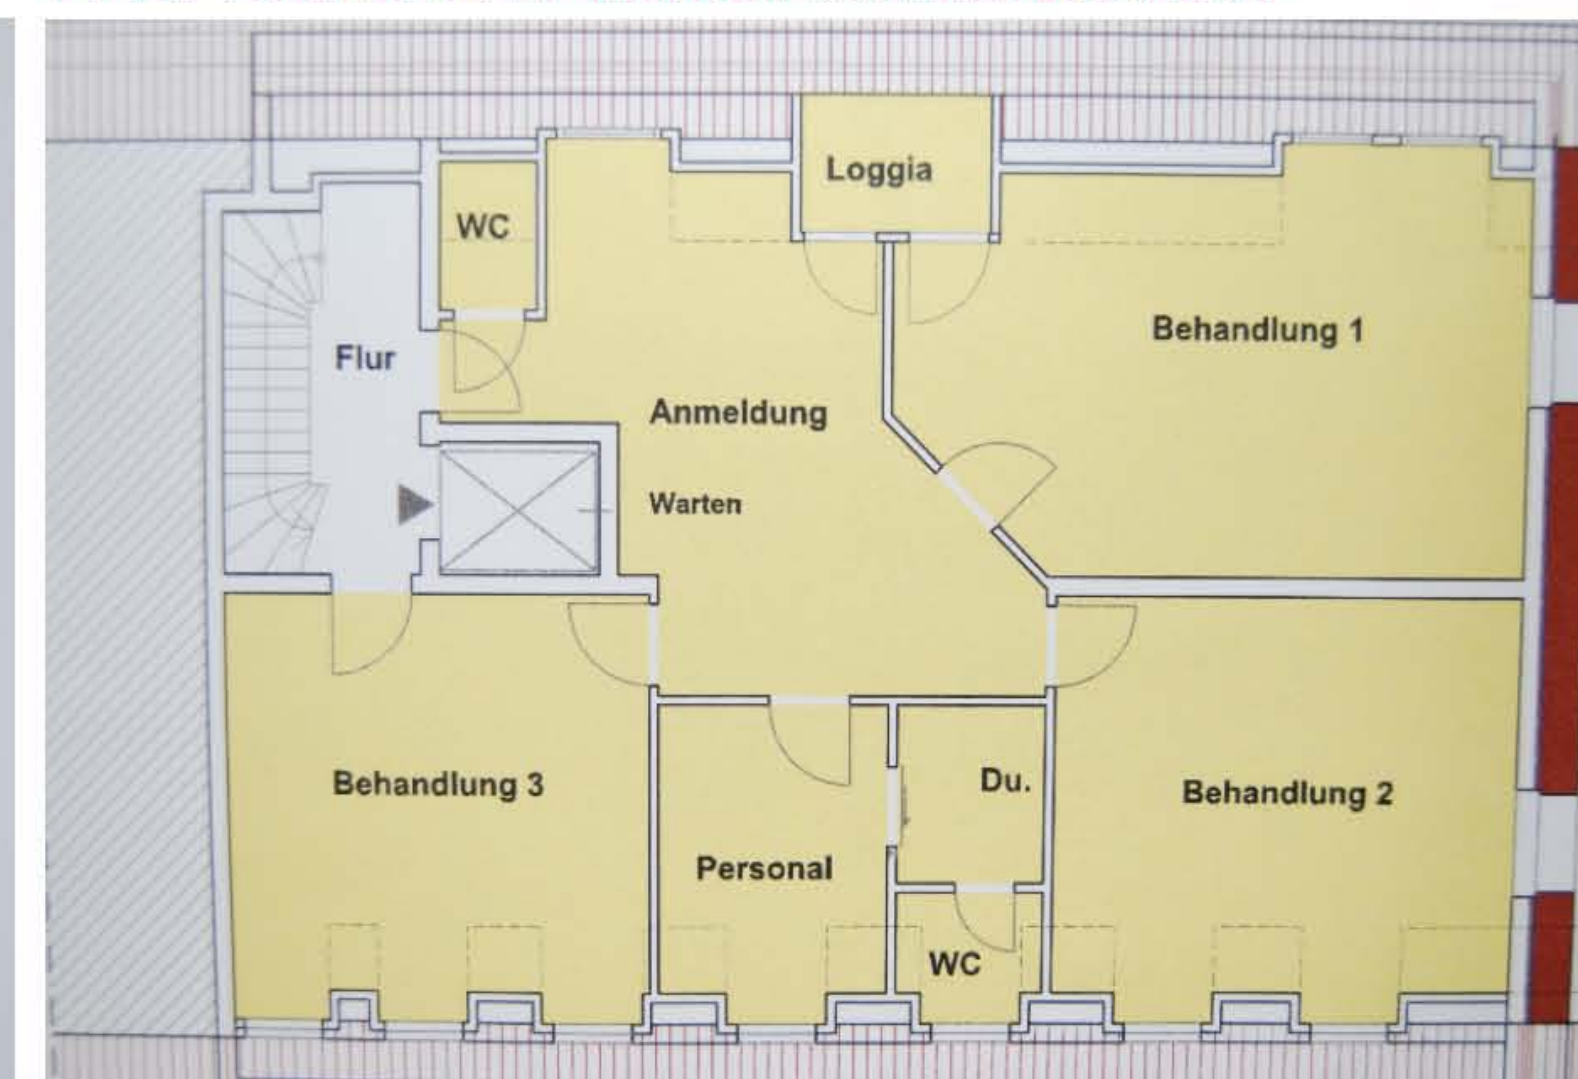 Loggia
WC
Behandlung 1
Flur
Anmeldung
Warten
Behandlung 3
Du.
Behandlung 2
Personal
WC